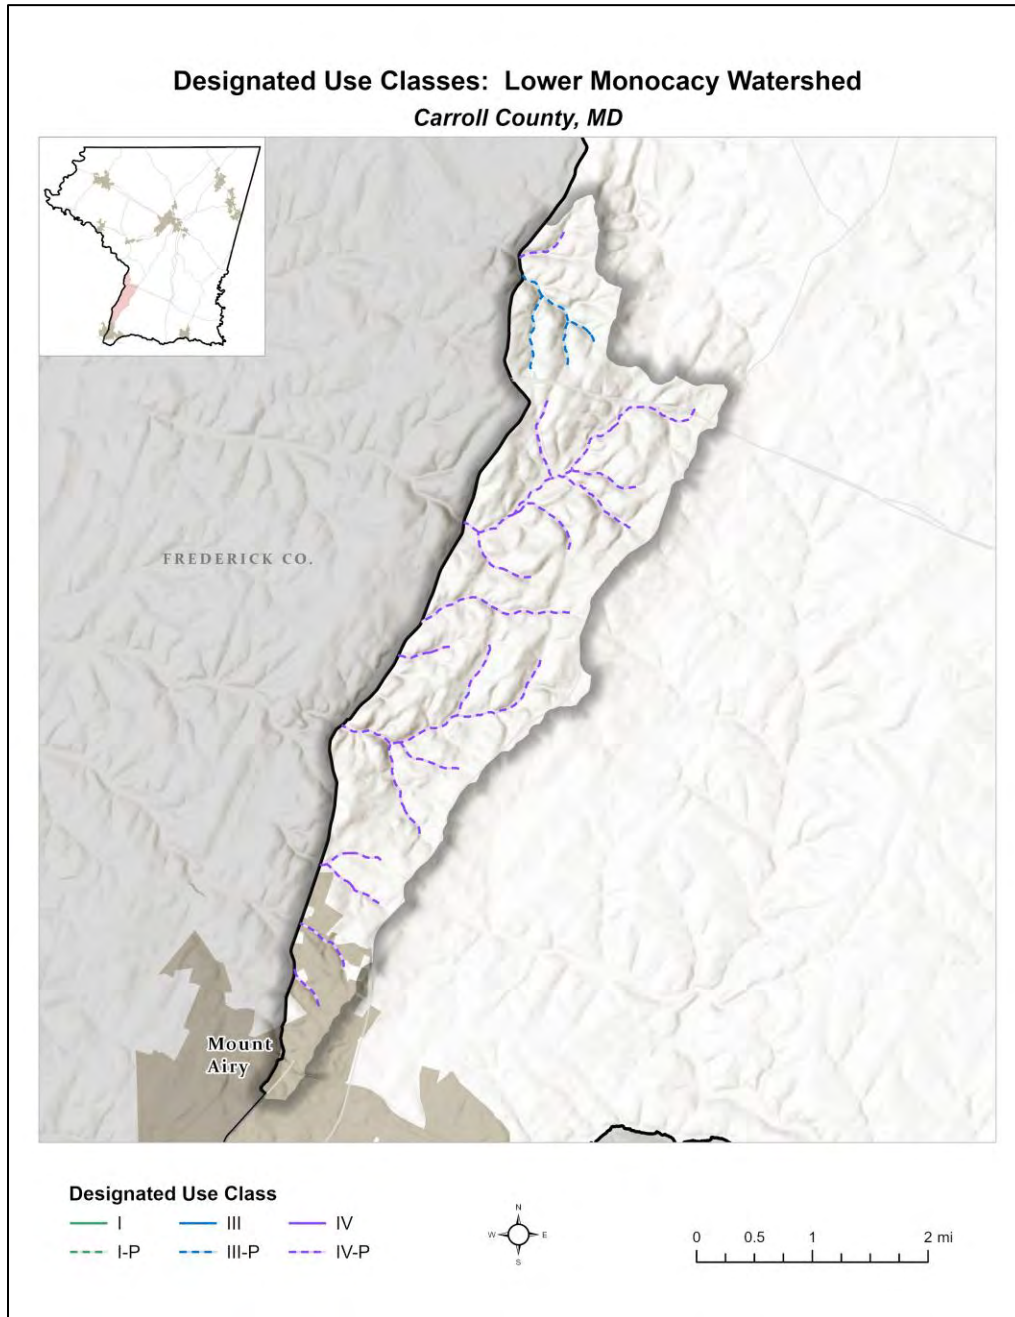 Designated Use Classes: Lower Monocacy Watershed
Carroll County, MD
FREDERICK CO.
Mount
Airy
Designated Use Class
I
III
IV
I-P
III-P
IV-P
N
W
E
S
0
0.5
1
2 mi